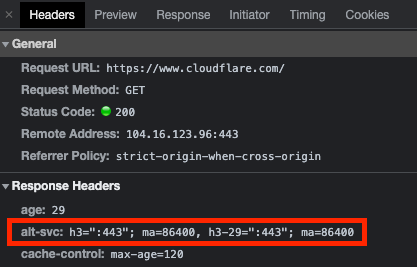 Headers Preview Response Initiator Timing Cookies
General
Request URL: https://www.cloudflare.com/
Request Method: GET
Status Code: 200
Remote Address: 104.16.123.96:443
Referrer Policy: strict-origin-when-cross-origin
Response Headers
age: 29
alt-svc: h3=":443"; ma=86400, h3-29=":443"; ma=86400
cache-control: max-age=120